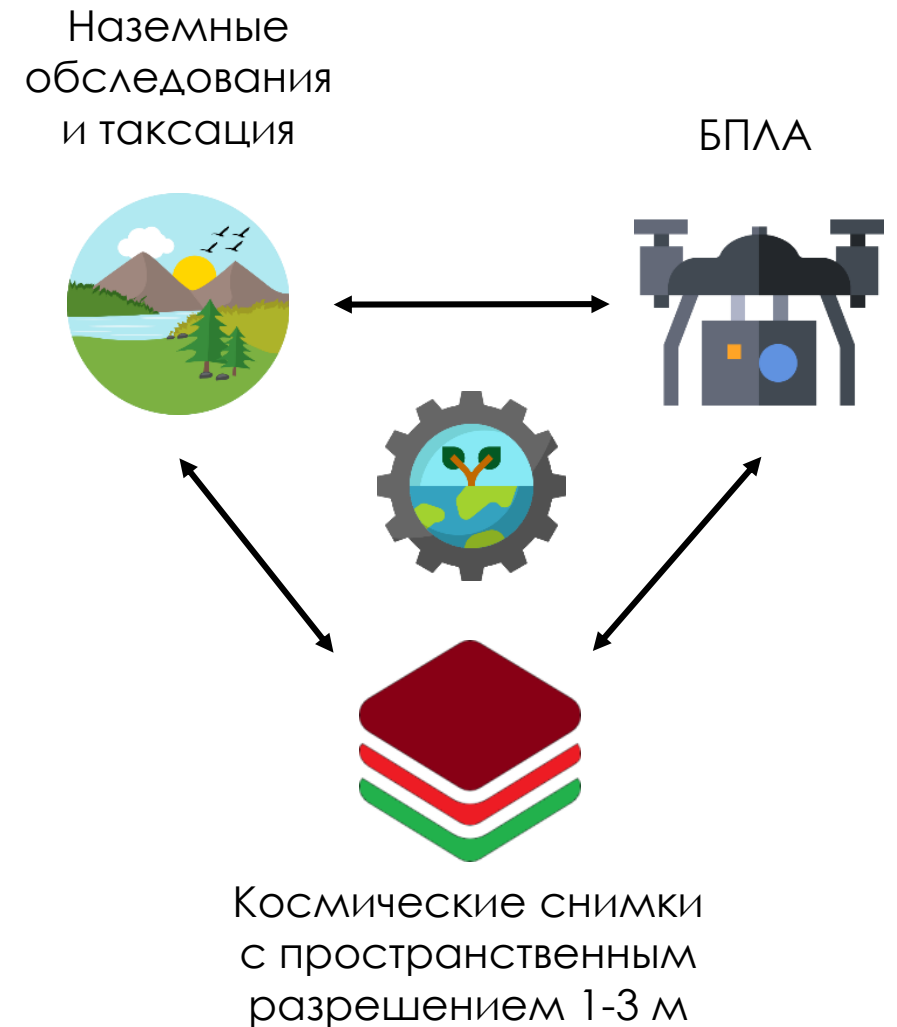 Наземные
обследования
и таксация
БПЛА
Космические снимки
с пространственным
разрешением 1-3 м